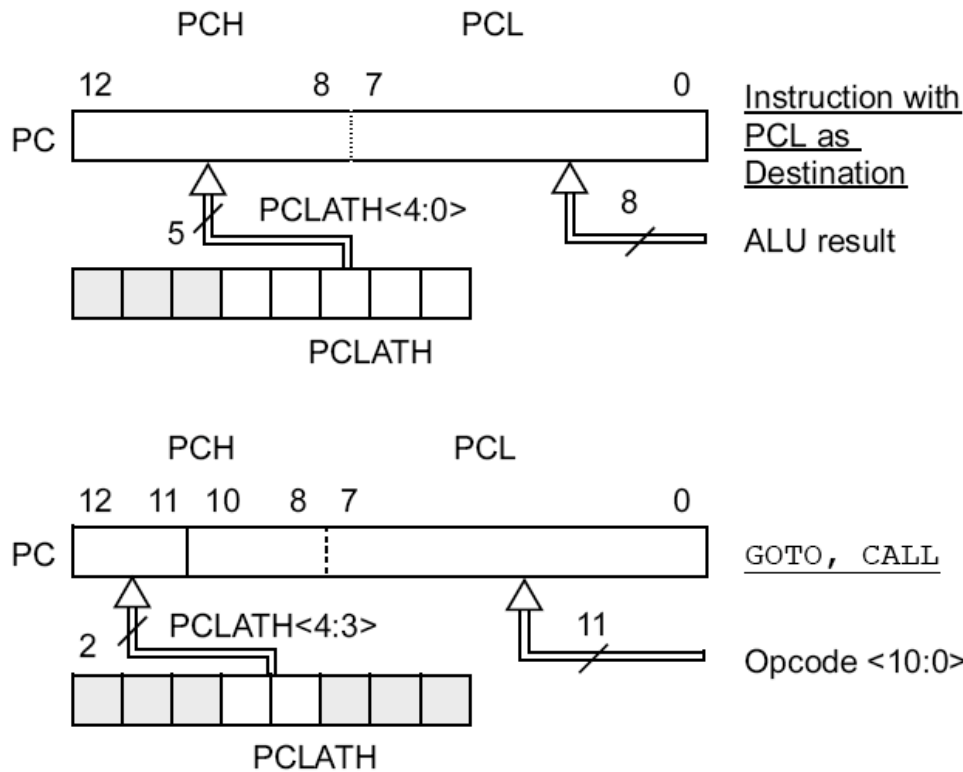 PCH PCL
12 8 7 0
PC
Instruction with
PCL as
Destination
5 PCLATH<4:0> 8
ALU result
PCLATH
PCH PCL
12 11 10 8 7 0
PC
GOTO, CALL
2 PCLATH<4:3> 11
Opcode <10:0>
PCLATH